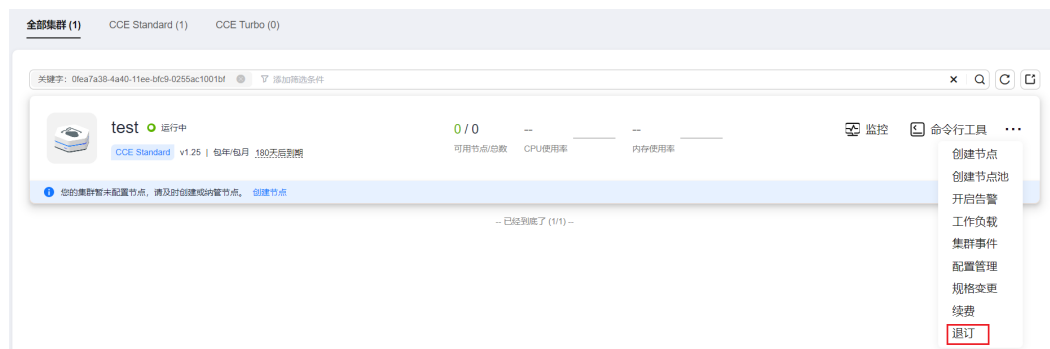 全部集群 (1) CCE Standard (1) CCE Turbo (0)
关键字: 0fea7a38-4a40-11ee-bfc9-0255ac1001bf 添加筛选条件
test 运行中
CCE Standard v1.25 | 包年/包月 180天后到期
0 / 0 -- --
可用节点/总数 CPU使用率 内存使用率
监控 命令行工具
您的集群暂未配置节点，请及时创建或纳管节点。 创建节点
-- 已经到底了 (1/1) --
创建节点
创建节点池
开启告警
工作负载
集群事件
配置管理
规格变更
续费
退订